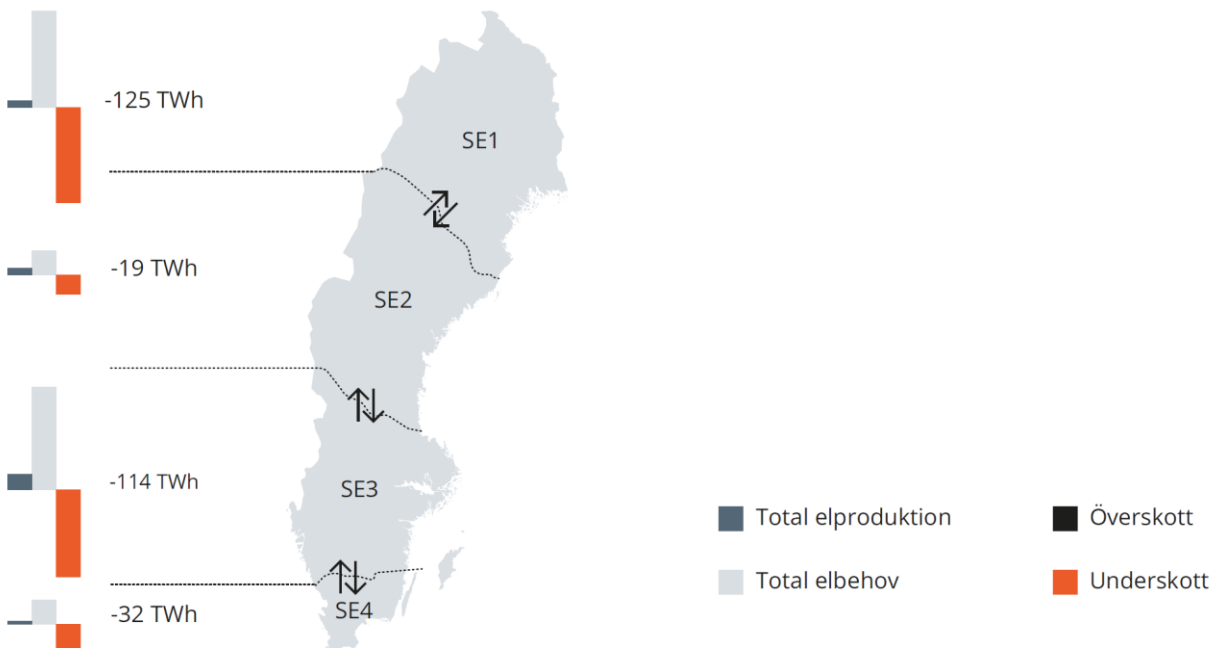 -125 TWh
SE1
-19 TWh
SE2
-114 TWh
SE3
-32 TWh
SE4
Total elproduktion
Överskott
Total elbehov
Underskott